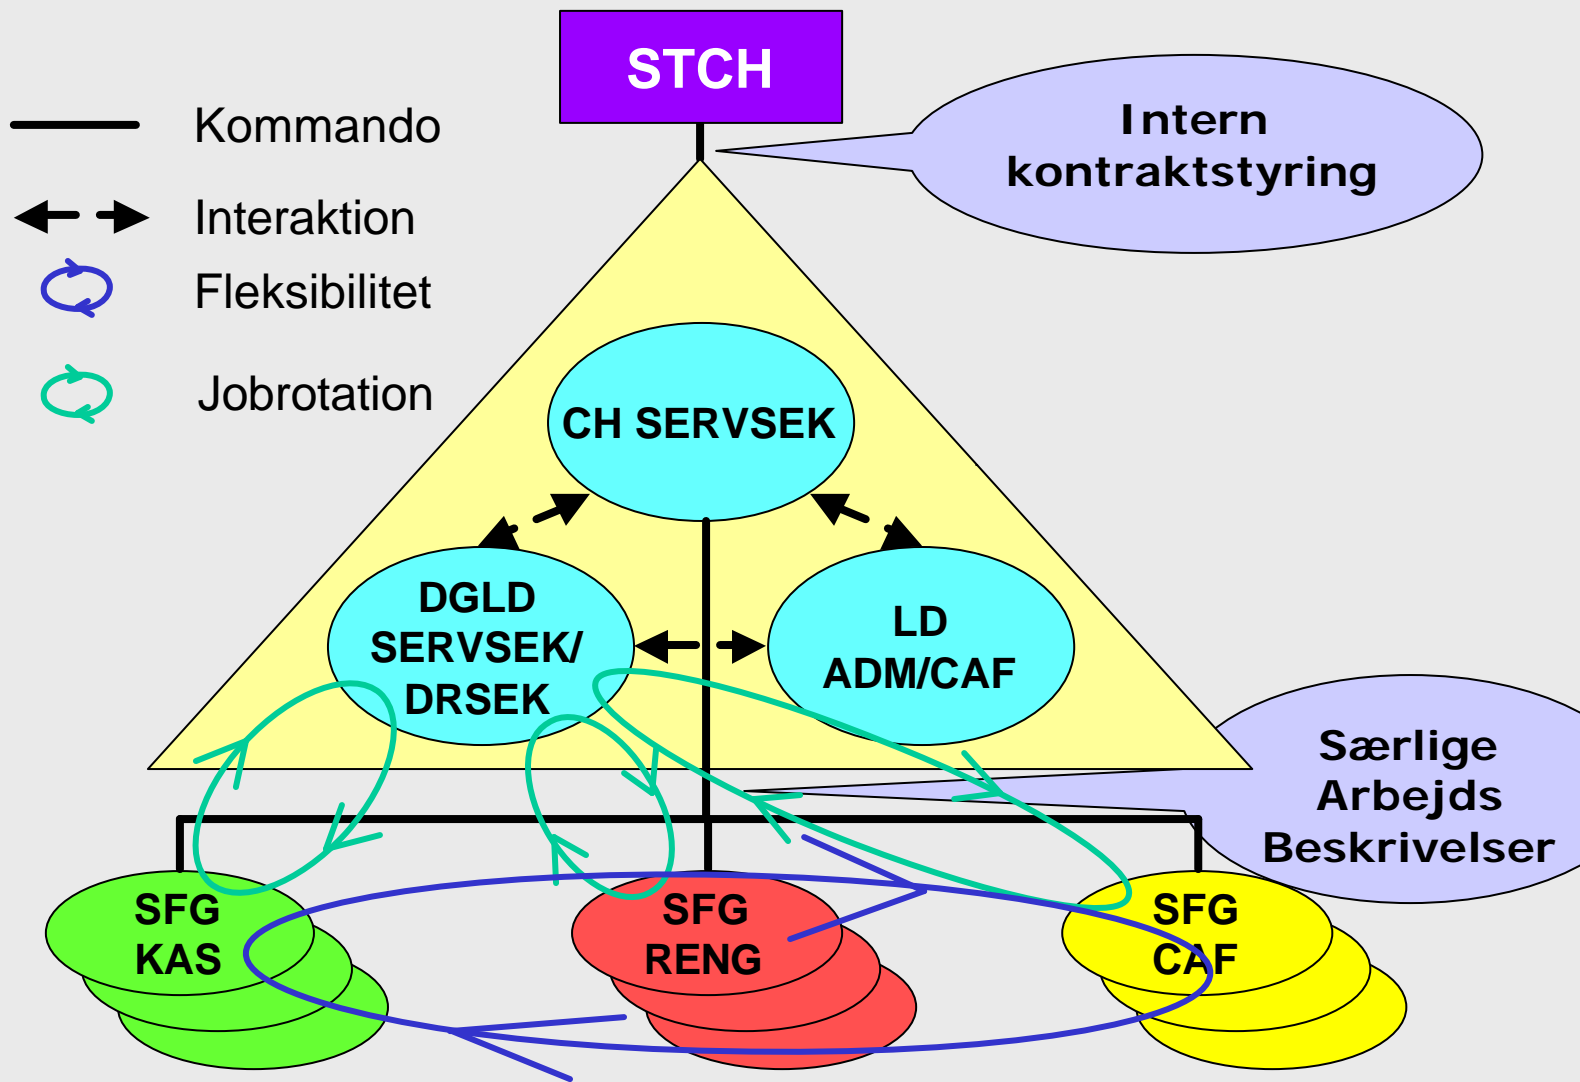 STCH
Intern
kontraktstyring
Kommando
Interaktion
Fleksibilitet
Jobrotation
CH SERVSEK
DGLD
SERVSEK/
DRSEK
LD
ADM/CAF
Særlige
Arbejds
Beskrivelser
SFG
KAS
SFG
RENG
SFG
CAF